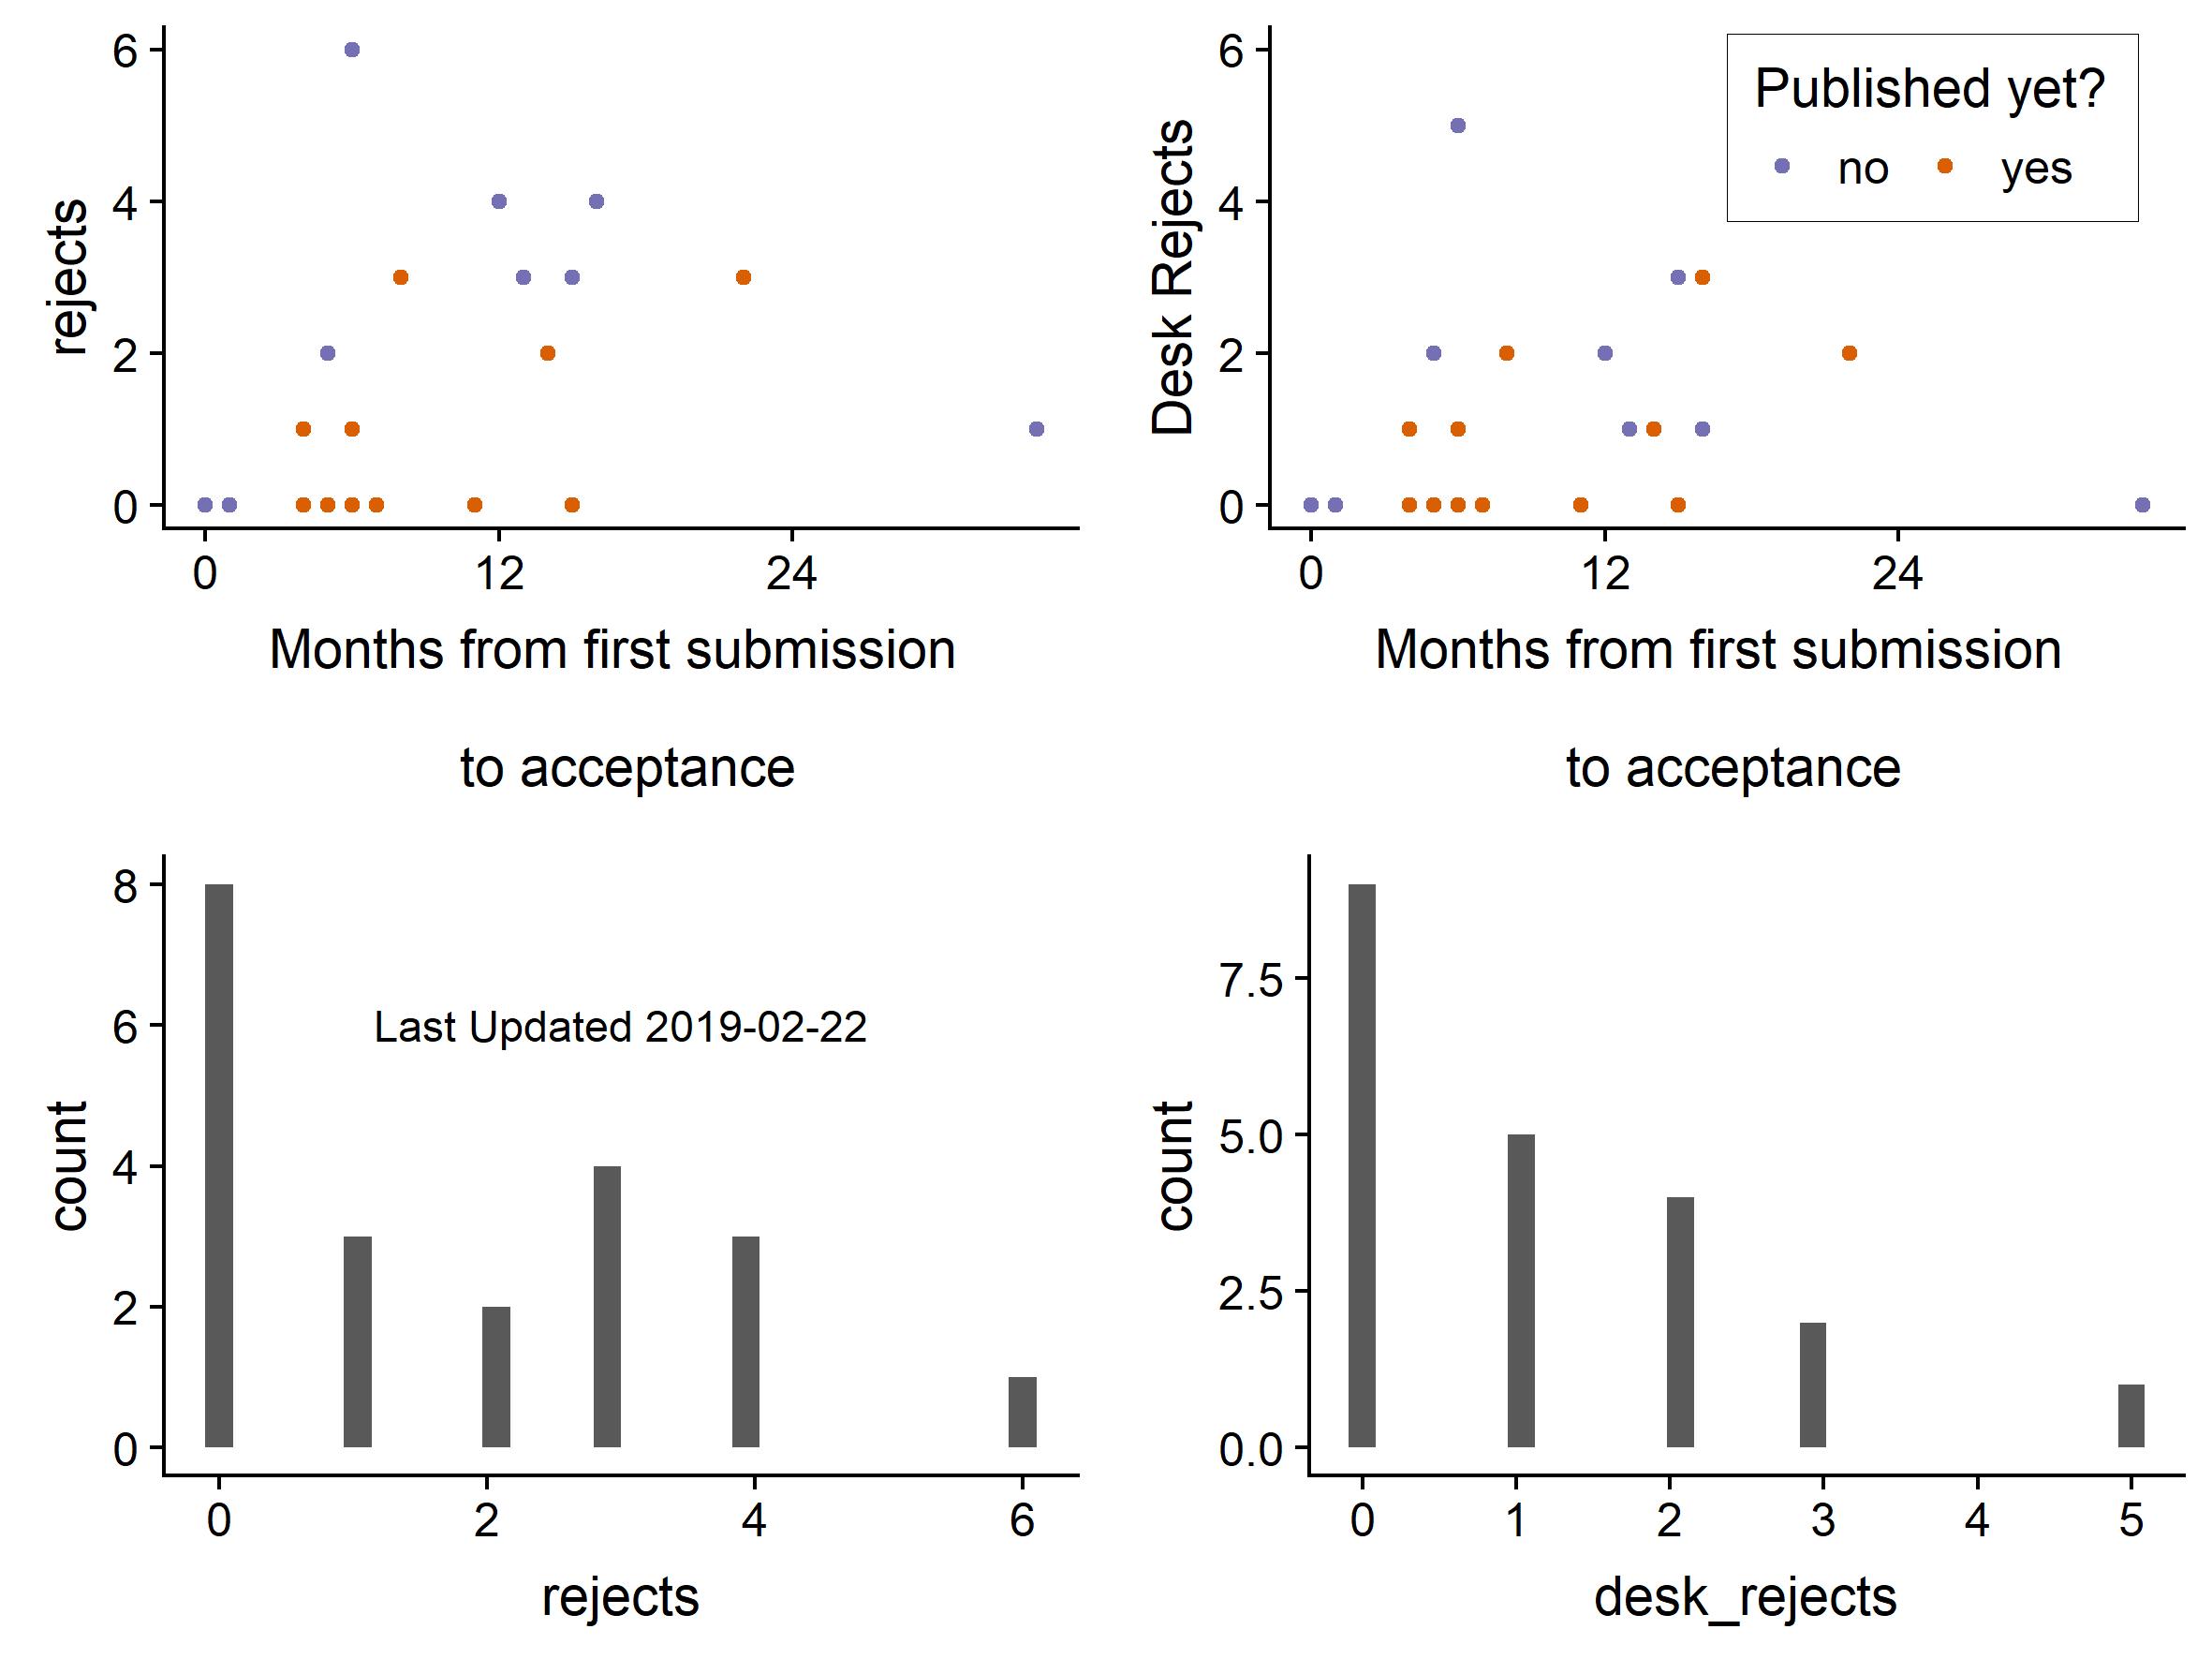 6
4
2
0
rejects
0 12 24
Months from first submission
to acceptance
6
4
2
0
Desk Rejects
Published yet?
no yes
0 12 24
Months from first submission
to acceptance
8
6
4
2
0
count
Last Updated 2019-02-22
0 2 4 6
rejects
7.5
5.0
2.5
0.0
count
0 1 2 3 4 5
desk_rejects